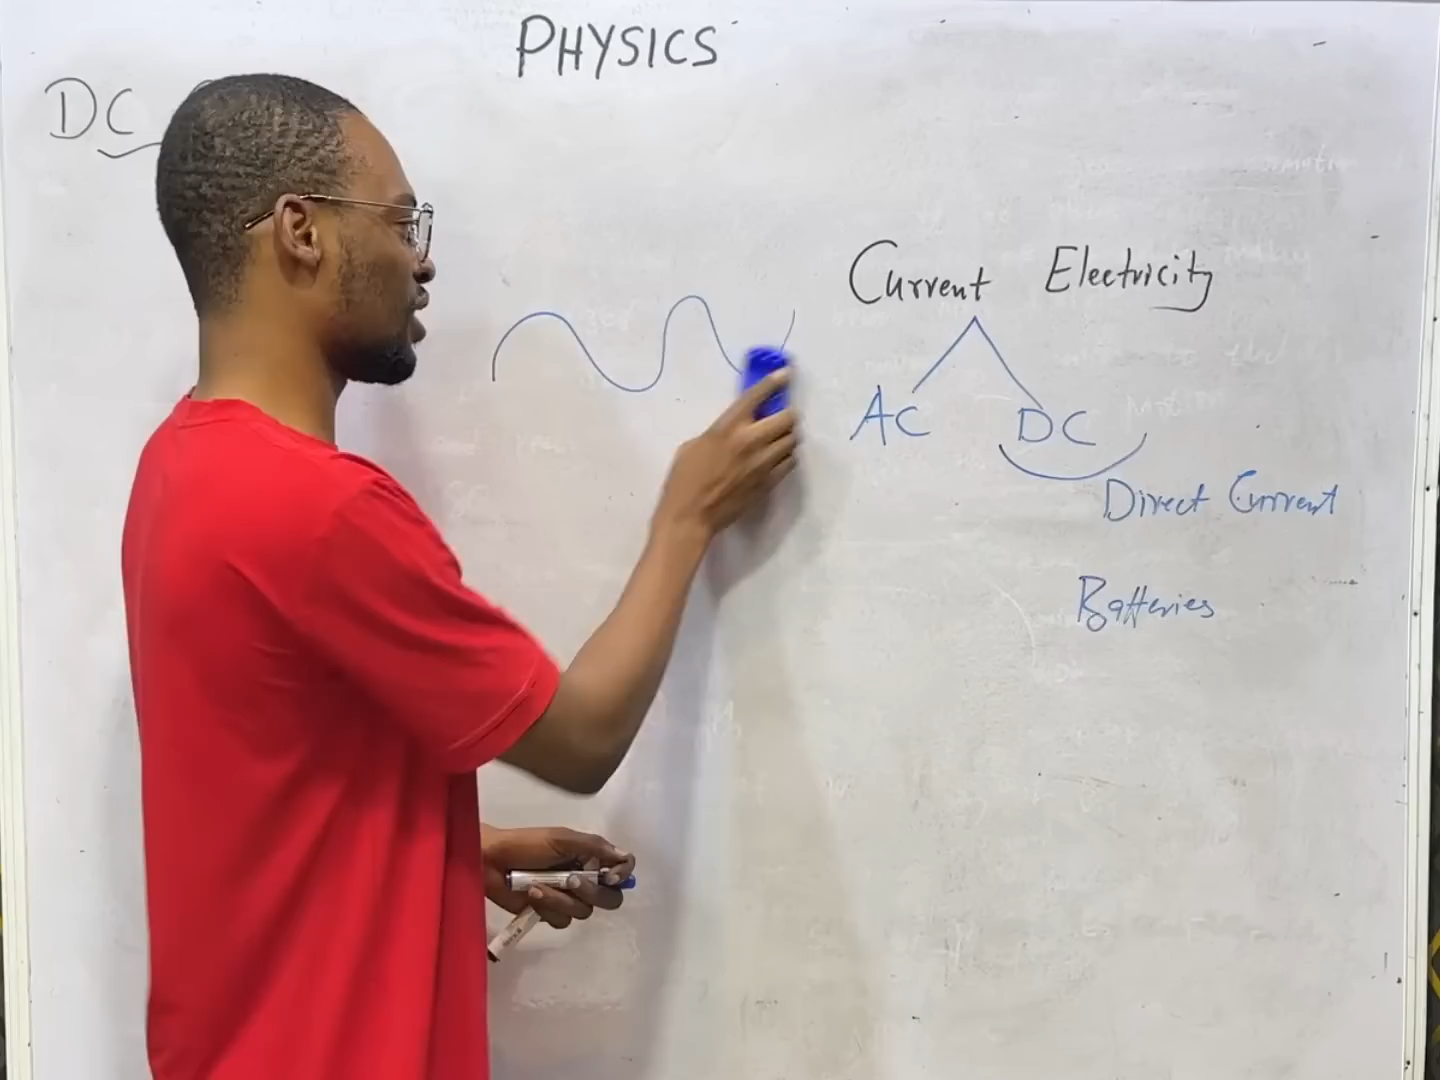 PHYSICS
DC
Current Electricity
AC DC
Direct Current
Batteries